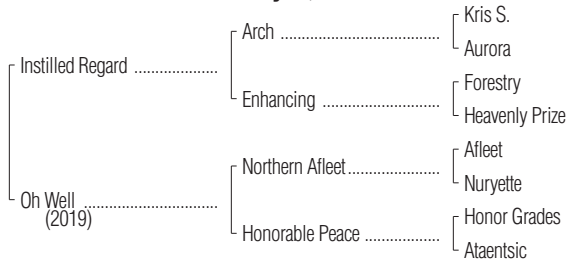 Kris S.
Arch ........................................
Aurora
Instilled Regard .....................
Forestry
Enhancing .............................
Heavenly Prize
Afleet
Northern Afleet.......................
Nuryette
Oh Well ..................................
(2019)
Honor Grades
Honorable Peace ...................
Ataentsic